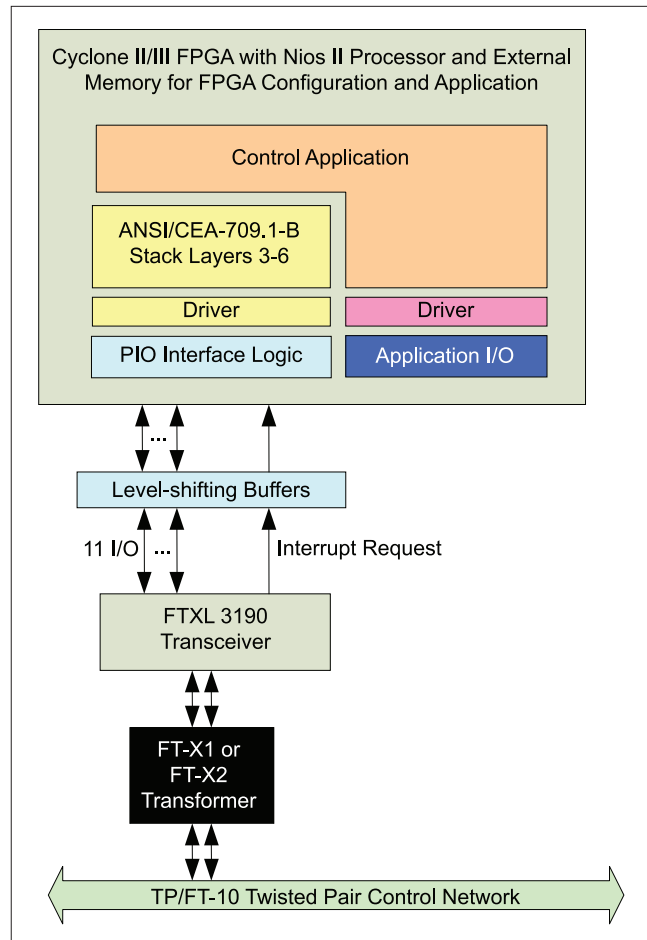 Cyclone II/III FPGA with Nios II Processor and External
Memory for FPGA Configuration and Application
Control Application
ANSI/CEA-709.1-B
Stack Layers 3-6
Driver
Driver
PIO Interface Logic
Application I/O
...
Level-shifting Buffers
11 I/O
...
Interrupt Request
FTXL 3190
Transceiver
FT-X1 or
FT-X2
Transformer
TP/FT-10 Twisted Pair Control Network